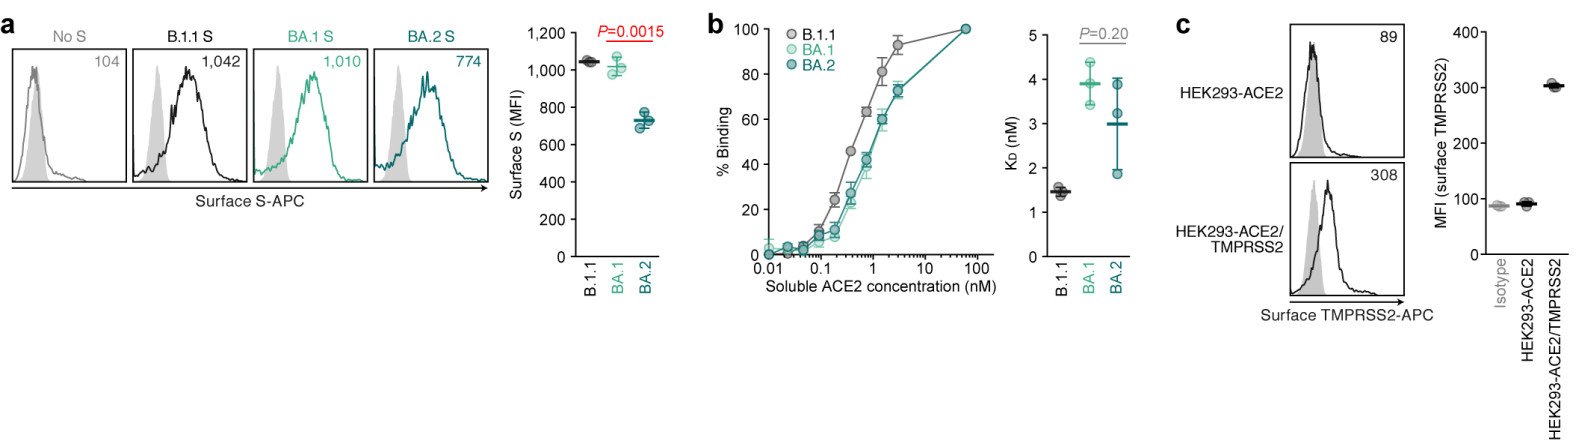 a
No S
B.1.1 S
BA.1 S
BA.2 S
104
1,042
1,010
774
Surface S-APC
P=0.0015
Surface S (MFI)
1,200
1,000
800
600
400
200
0
B.1.1
BA.1
BA.2
b
B.1.1
BA.1
BA.2
% Binding
100
80
60
40
20
0
0.01
0.1
1
10
100
Soluble ACE2 concentration (nM)
P=0.20
KD (nM)
5
4
3
2
1
0
B.1.1
BA.1
BA.2
c
HEK293-ACE2
89
HEK293-ACE2/
TMPRSS2
308
Surface TMPRSS2-APC
MFI (surface TMPRSS2)
400
300
200
100
0
Isotype
HEK293-ACE2
HEK293-ACE2/TMPRSS2